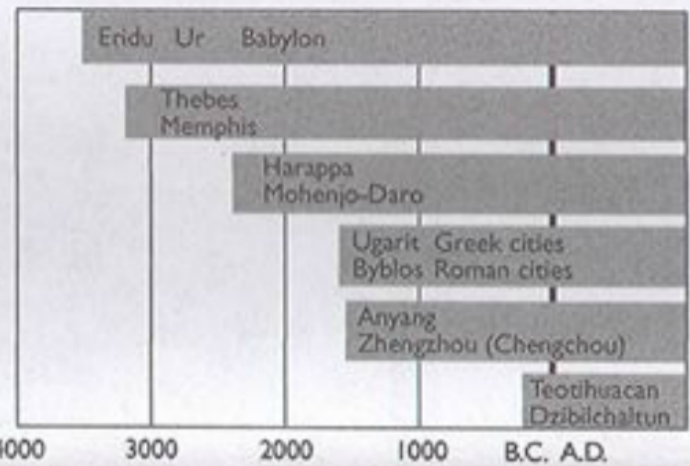 Eridu Ur Babylon
Thebes
Memphis
Harappa
Mohenjo-Daro
Ugarit Greek cities
Byblos Roman cities
Anyang
Zhengzhou (Chengchou)
Teotihuacan
Dzibilchaltun
4000 3000 2000 1000 B.C. A.D.